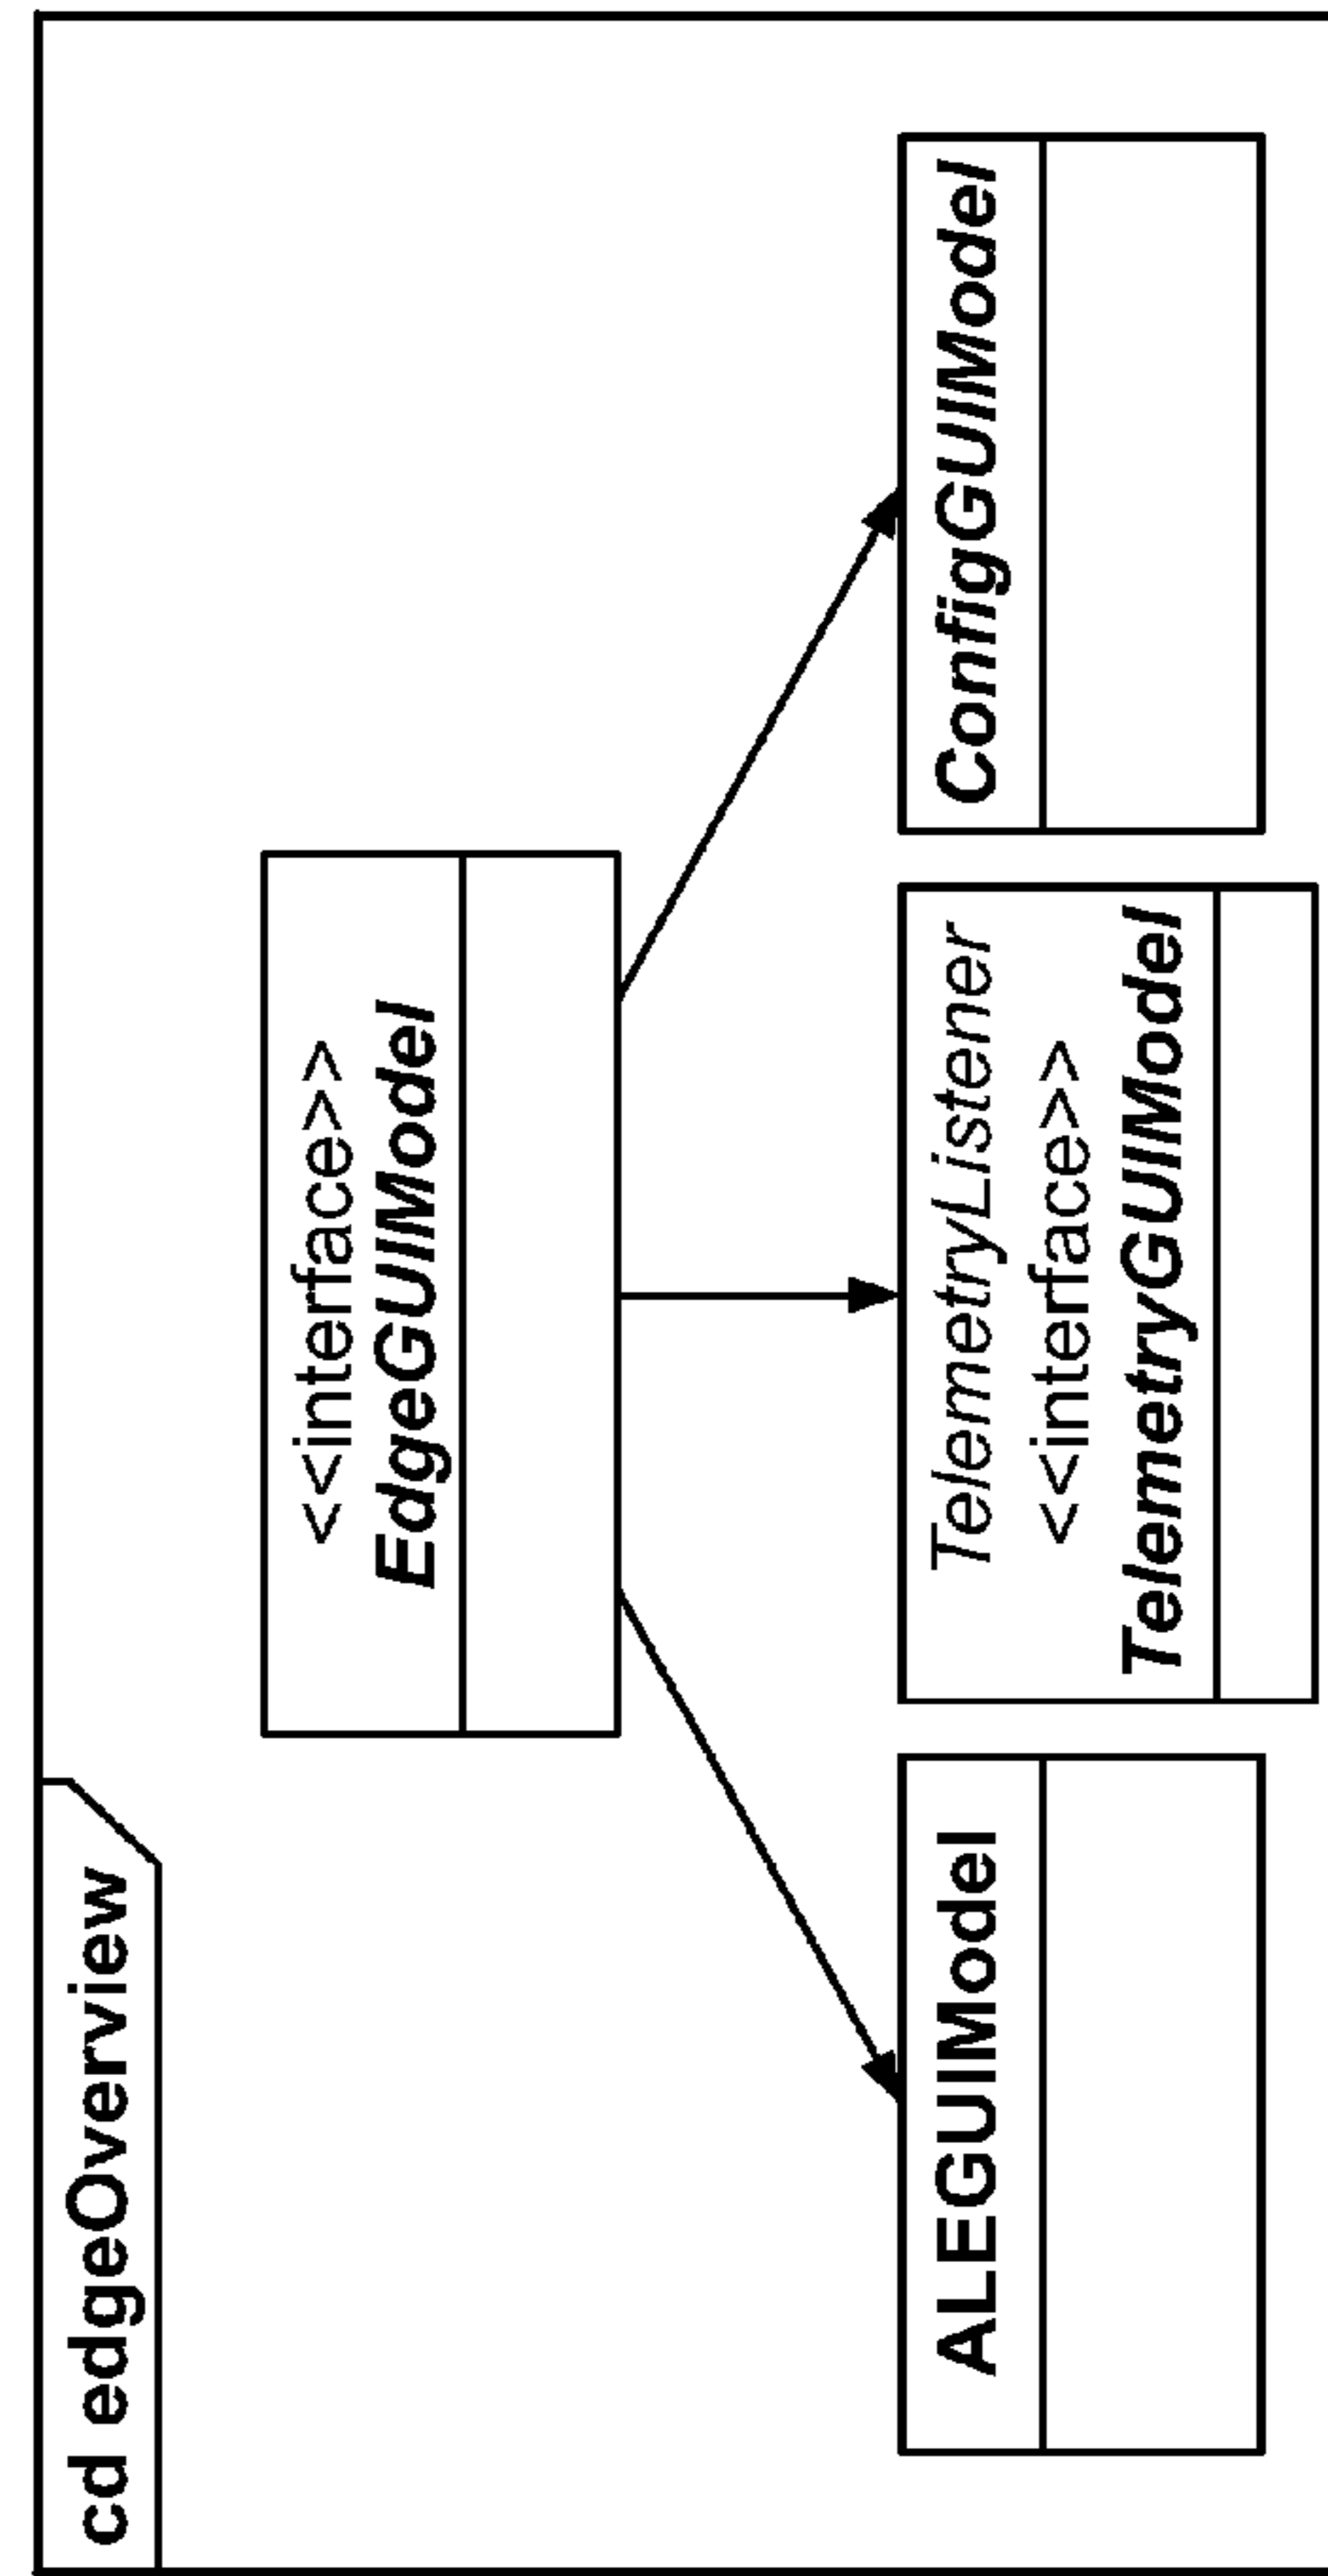 cd edgeOverview
<<interface>>
EdgeGUIModel
ALEGUIModel
TelemetryListener
<<interface>>
TelemetryGUIModel
ConfigGUIModel